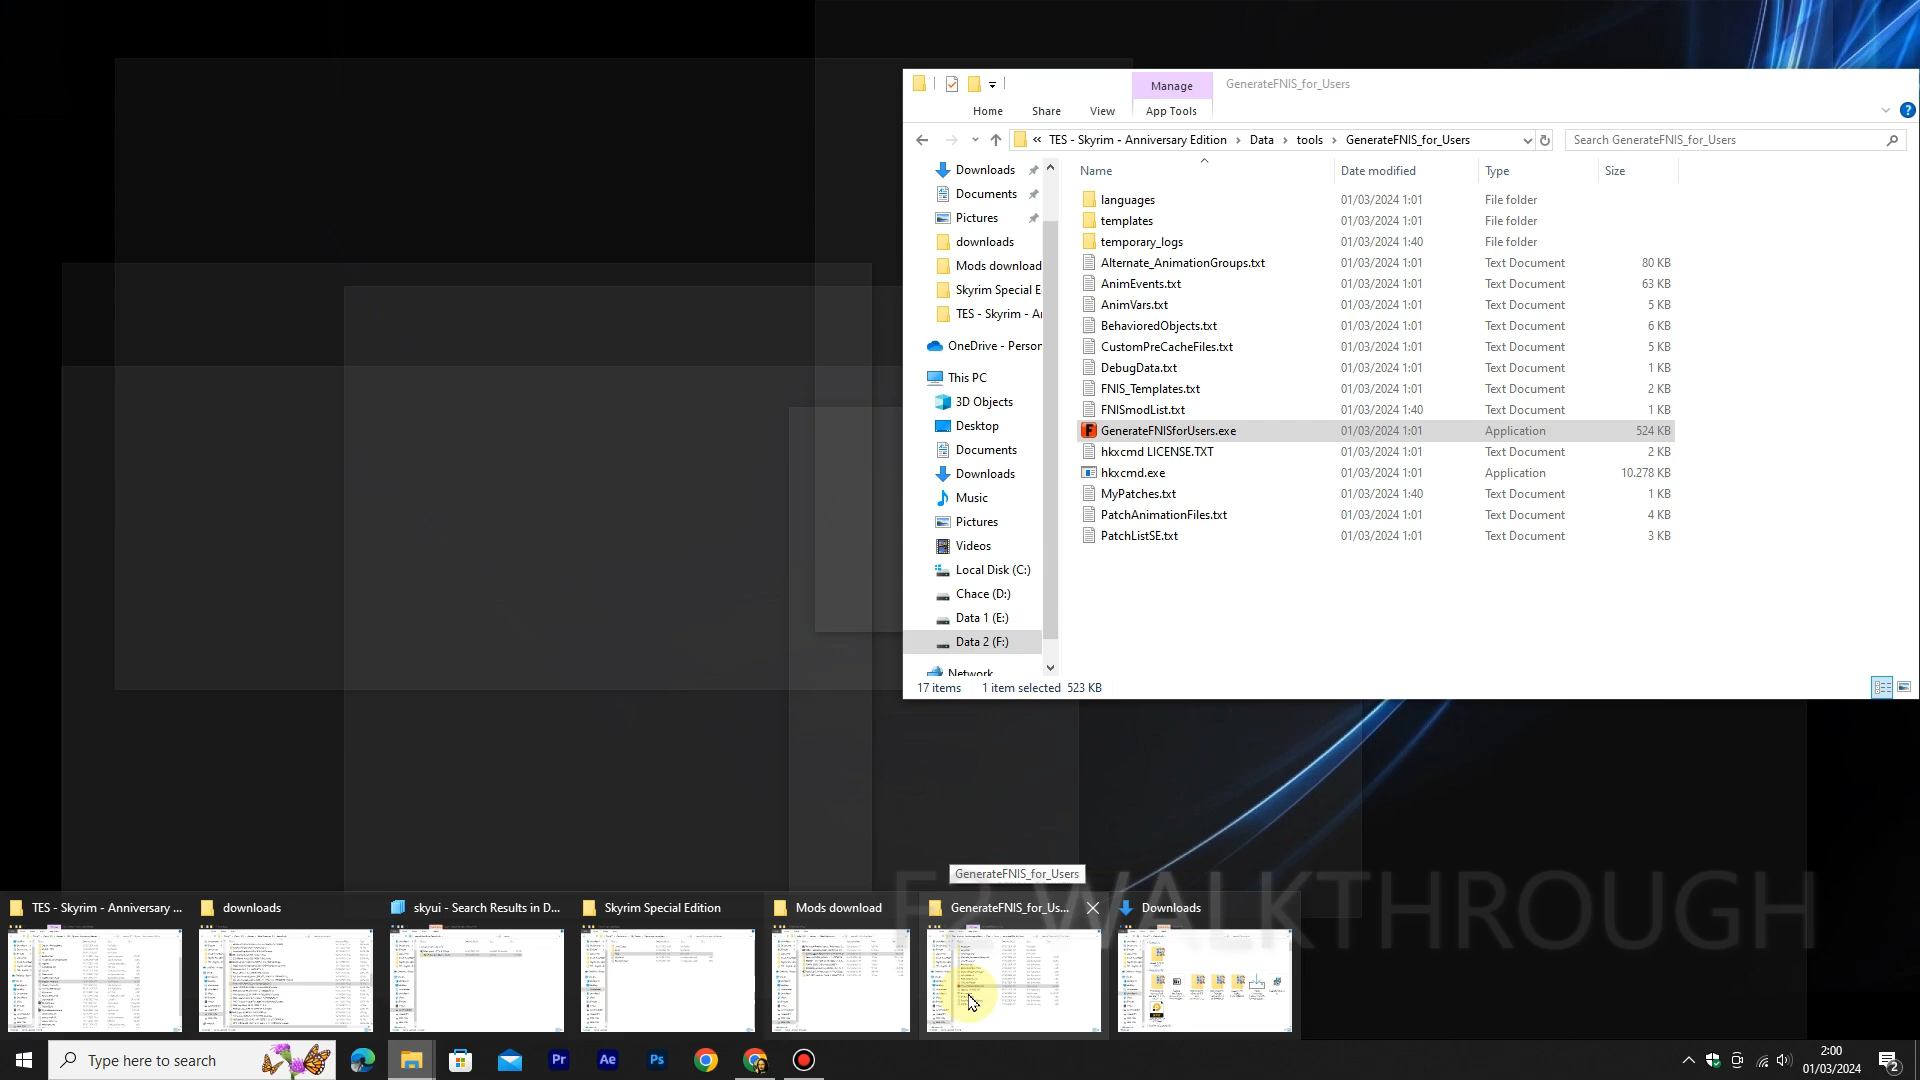 Manage
GenerateFNIS_for_Users
Home
Share
View
App Tools
« TES - Skyrim - Anniversary Edition > Data > tools > GenerateFNIS_for_Users
Search GenerateFNIS_for_Users
Name
Date modified
Type
Size
Downloads
Documents
Pictures
downloads
Mods download
Skyrim Special E
TES - Skyrim - A
OneDrive - Person
This PC
3D Objects
Desktop
Documents
Downloads
Music
Pictures
Videos
Local Disk (C:)
Chace (D:)
Data 1 (E:)
Data 2 (F:)
Network
languages 01/03/2024 1:01 File folder
templates 01/03/2024 1:01 File folder
temporary_logs 01/03/2024 1:40 File folder
Alternate_AnimationGroups.txt 01/03/2024 1:01 Text Document 80 KB
AnimEvents.txt 01/03/2024 1:01 Text Document 63 KB
AnimVars.txt 01/03/2024 1:01 Text Document 5 KB
BehavioredObjects.txt 01/03/2024 1:01 Text Document 6 KB
CustomPreCacheFiles.txt 01/03/2024 1:01 Text Document 5 KB
DebugData.txt 01/03/2024 1:01 Text Document 1 KB
FNIS_Templates.txt 01/03/2024 1:01 Text Document 2 KB
FNISmodList.txt 01/03/2024 1:40 Text Document 1 KB
GenerateFNISforUsers.exe 01/03/2024 1:01 Application 524 KB
hkxcmd LICENSE.TXT 01/03/2024 1:01 Text Document 2 KB
hkxcmd.exe 01/03/2024 1:01 Application 10.278 KB
MyPatches.txt 01/03/2024 1:40 Text Document 1 KB
PatchAnimationFiles.txt 01/03/2024 1:01 Text Document 4 KB
PatchListSE.txt 01/03/2024 1:01 Text Document 3 KB
17 items 1 item selected 523 KB
GenerateFNIS_for_Users
WALKTHROUGH
TES - Skyrim - Anniversary ...
downloads
skyui - Search Results in D...
Skyrim Special Edition
Mods download
GenerateFNIS_for_Us...
Downloads
Type here to search
Pr
Ae
Ps
2:00
01/03/2024
2